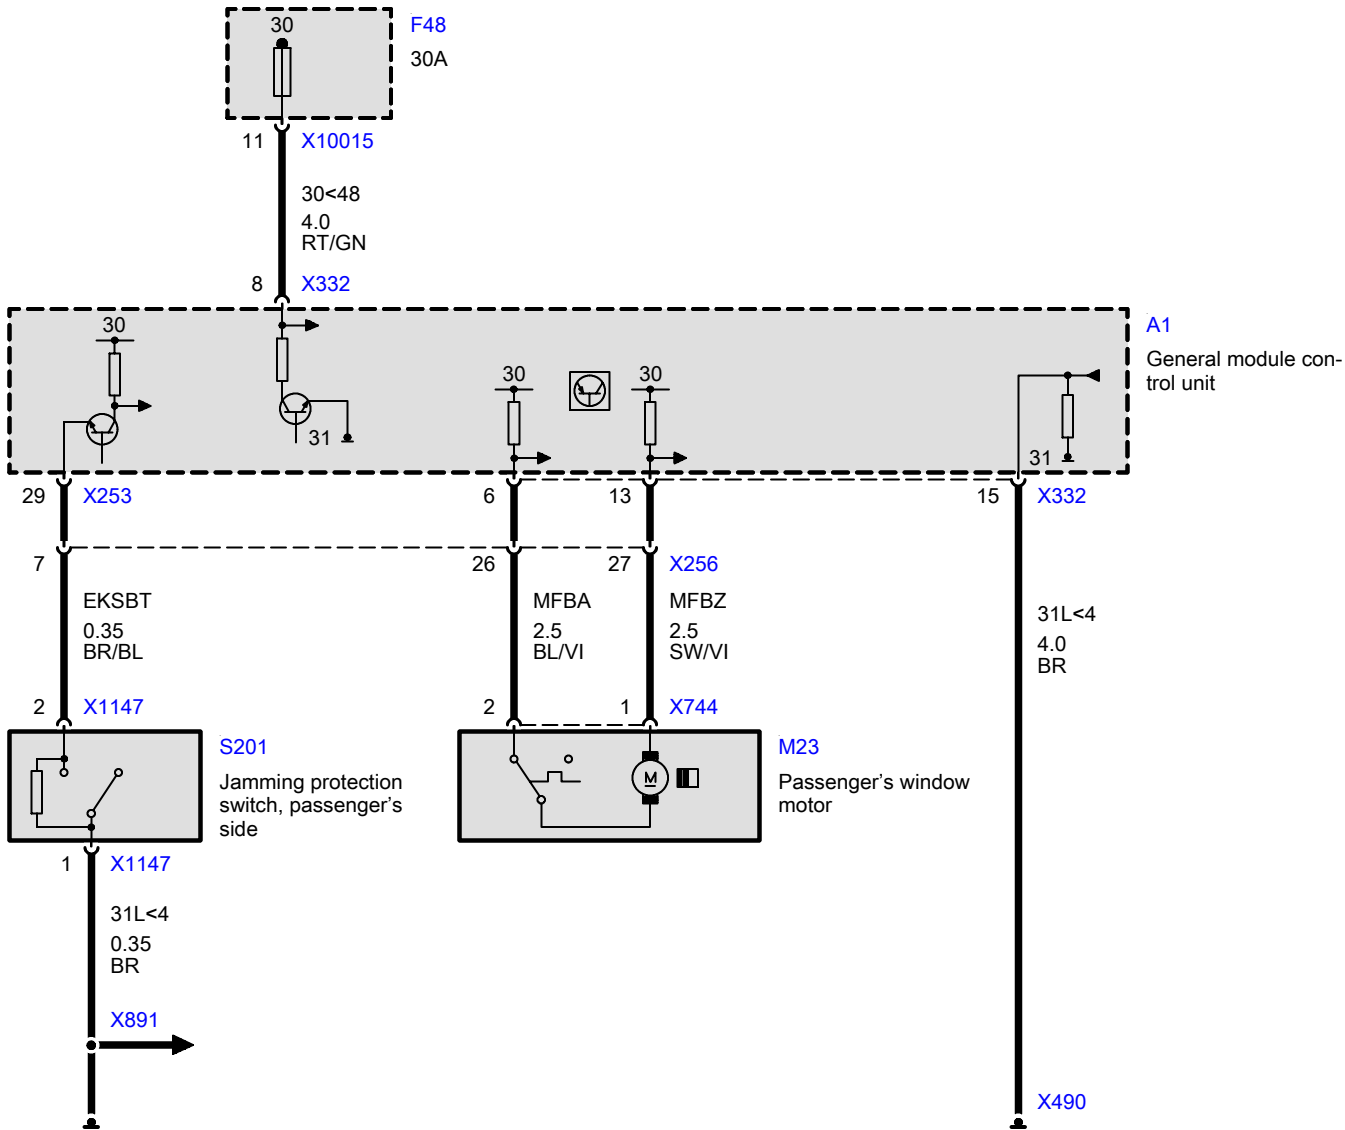 30
F48
30A
11 X10015
30<48
4.0
RT/GN
8 X332
30
30
30
31
31
A1
General module con-
trol unit
29 X253
6
13
15 X332
7
26
27 X256
EKSBT
0.35
BR/BL
MFBA
2.5
BL/VI
MFBZ
2.5
SW/VI
31L<4
4.0
BR
2 X1147
2
1 X744
S201
Jamming protection
switch, passenger's
side
M
M23
Passenger's window
motor
1 X1147
31L<4
0.35
BR
X891
X490